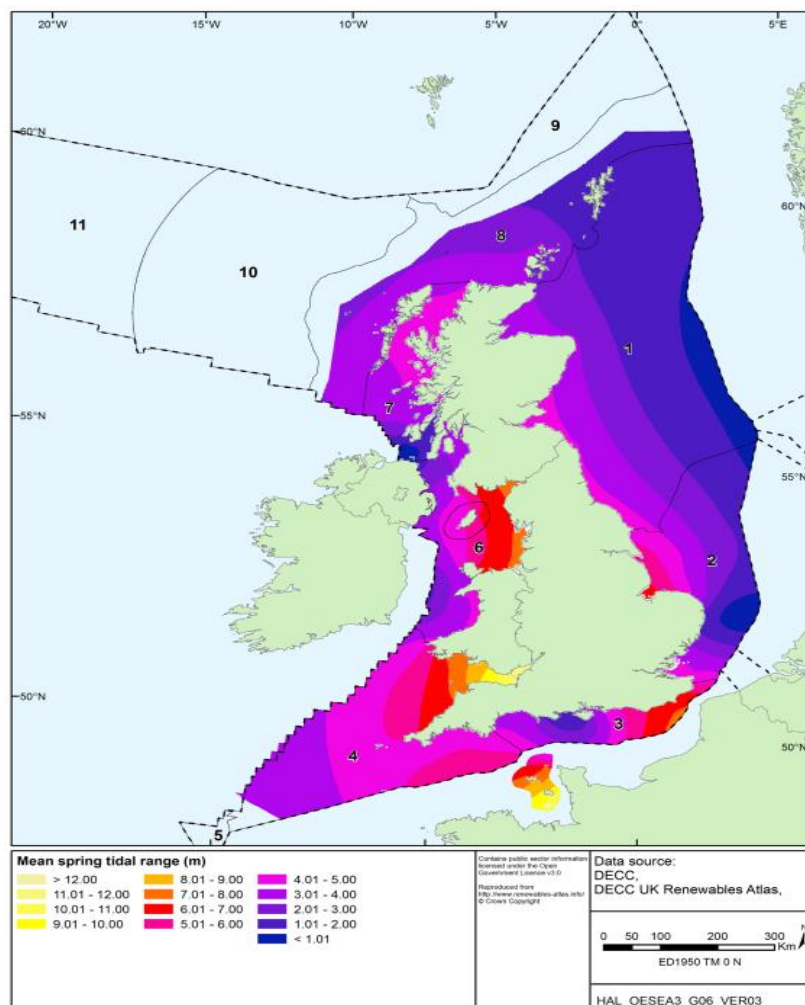 20°W 15°W 10°W 5°W 0° 5°E
9
60°N
60°N
11
8
10
1
7
55°N
55°N
6
2
50°N
3
50°N
4
5
Mean spring tidal range (m)
> 12.00 8.01 - 9.00 4.01 - 5.00
11.01 - 12.00 7.01 - 8.00 3.01 - 4.00
10.01 - 11.00 6.01 - 7.00 2.01 - 3.00
9.01 - 10.00 5.01 - 6.00 1.01 - 2.00
< 1.01
Contains public sector information
licensed under the Open
Government Licence v3.0
Reproduced from
http://www.renewables-atlas.info/
© Crown Copyright
Data source:
DECC,
DECC UK Renewables Atlas,
N
0 50 100 200 300
Km
ED1950 TM 0 N
HAL_OESEA3_G06_VER03